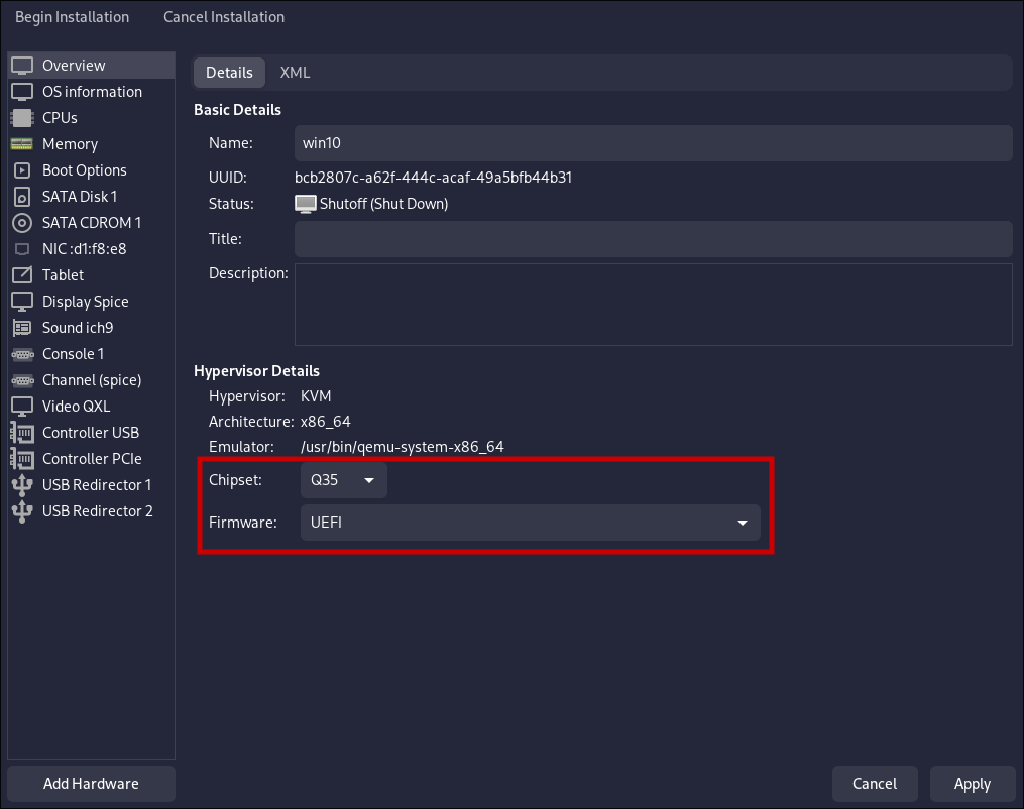 Begin Installation Cancel Installation
Overview
OS information
CPUs
Memory
Boot Options
SATA Disk 1
SATA CDROM 1
NIC :d1:f8:e8
Tablet
Display Spice
Sound ich9
Console 1
Channel (spice)
Video QXL
Controller USB
Controller PCIe
USB Redirector 1
USB Redirector 2
Add Hardware
Details XML
Basic Details
Name: win10
UUID: bcb2807c-a62f-444c-acaf-49a5bfb44b31
Status: Shutoff (Shut Down)
Title:
Description:
Hypervisor Details
Hypervisor: KVM
Architecture: x86_64
Emulator: /usr/bin/qemu-system-x86_64
Chipset: Q35
Firmware: UEFI
Cancel Apply